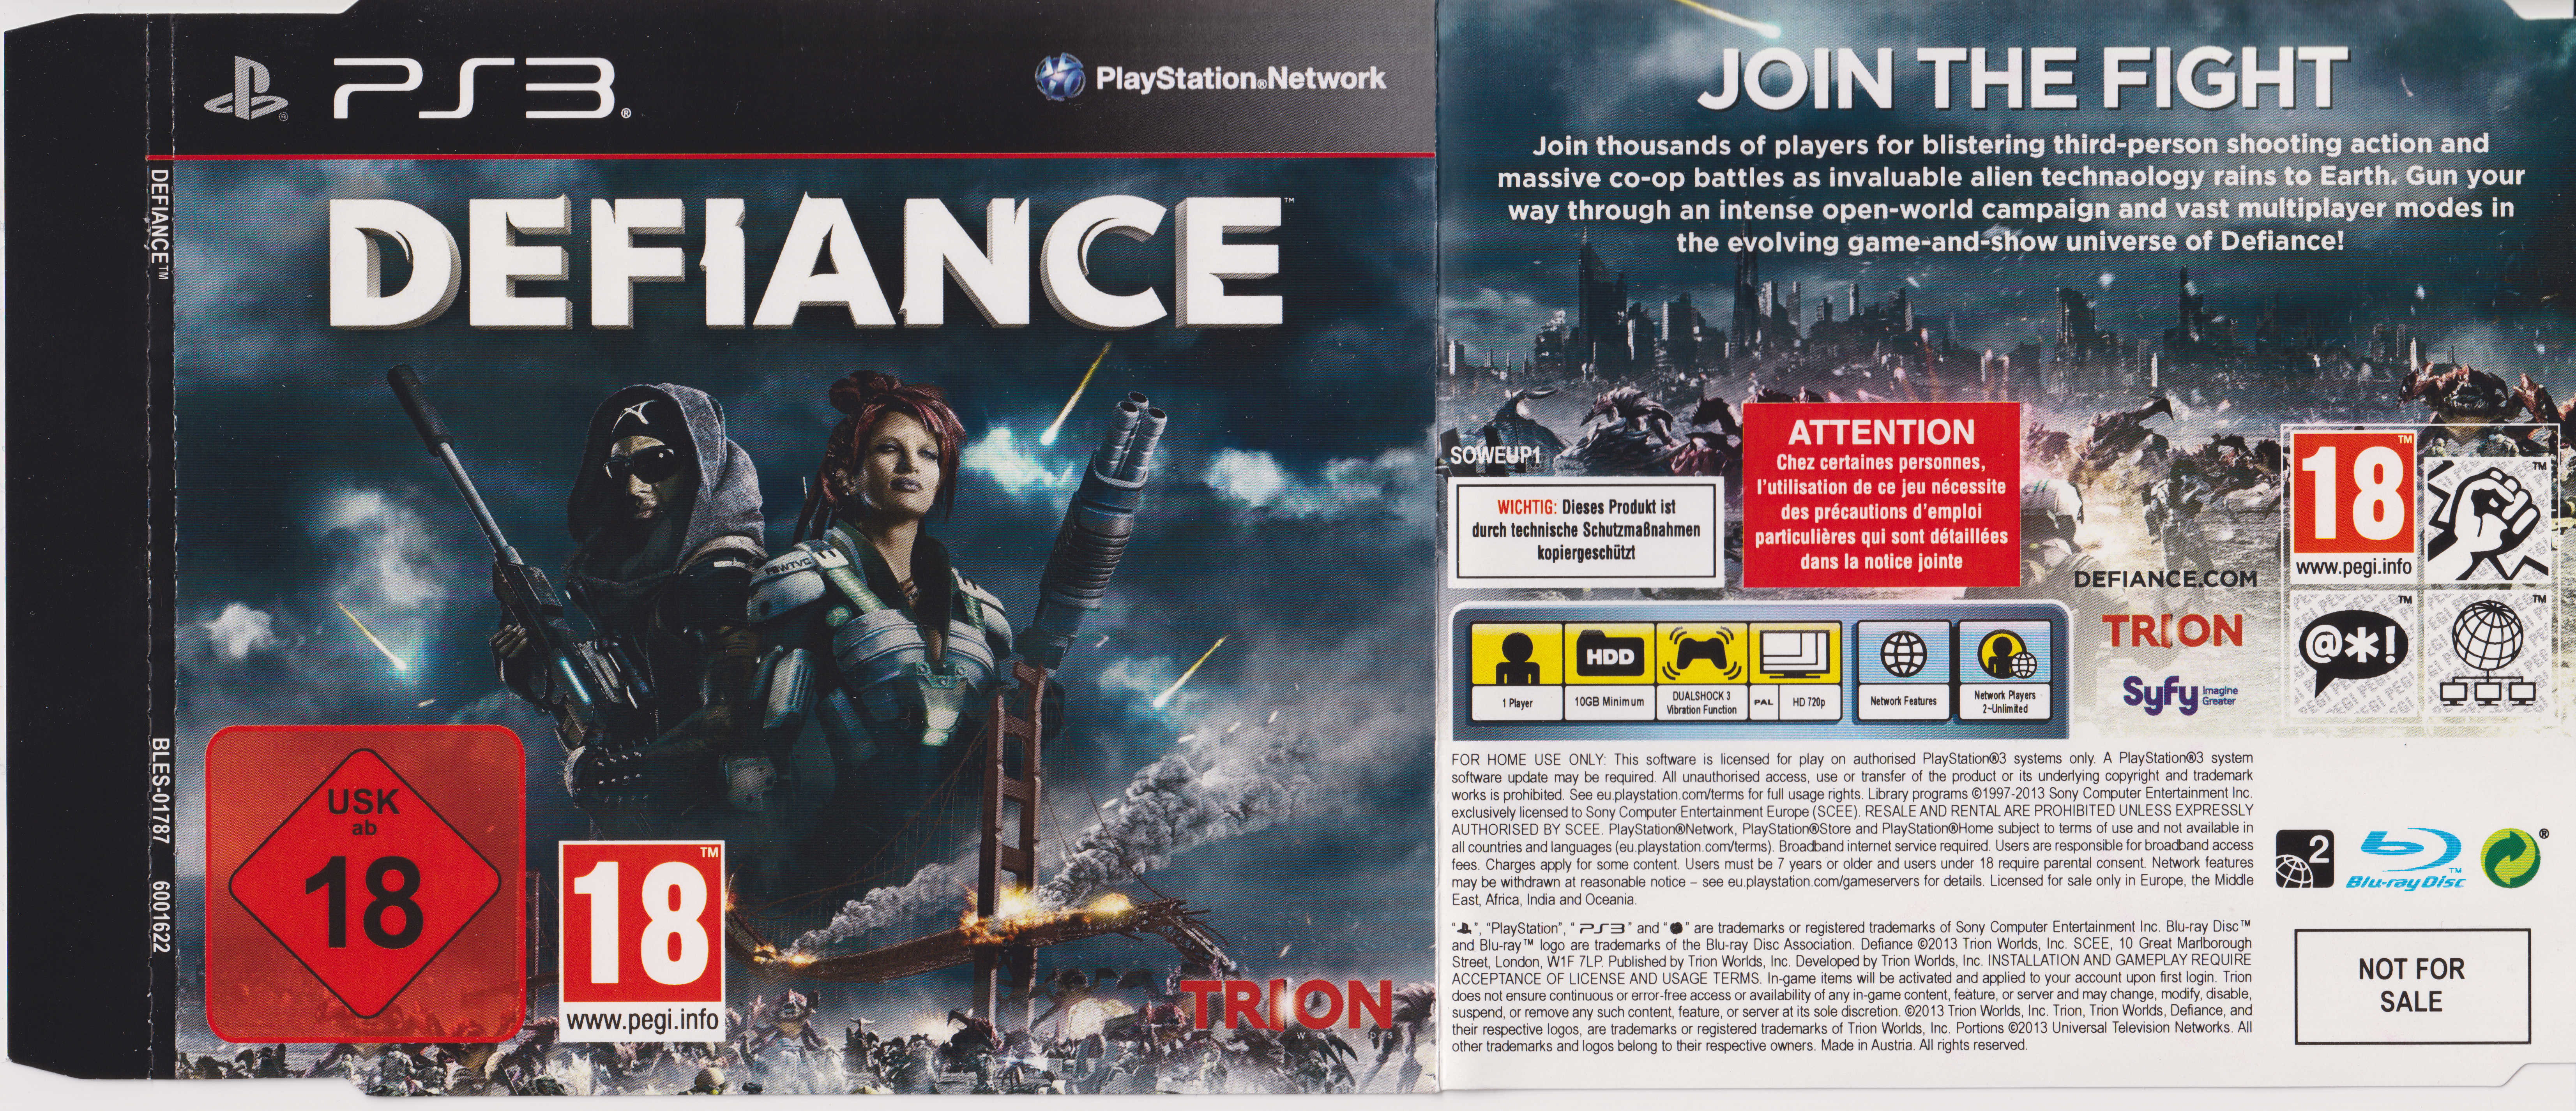 DEFIANCE™
BLES-01787 6001622
PS3®
PlayStation®Network
DEFIANCE™
FBWTVC
USK
ab
18
18™
www.pegi.info
TRION
WORLDS
JOIN THE FIGHT
Join thousands of players for blistering third-person shooting action and
massive co-op battles as invaluable alien technaology rains to Earth. Gun your
way through an intense open-world campaign and vast multiplayer modes in
the evolving game-and-show universe of Defiance!
SOWEUP1
WICHTIG: Dieses Produkt ist
durch technische Schutzmaßnahmen
kopiergeschützt
ATTENTION
Chez certaines personnes,
l'utilisation de ce jeu nécessite
des précautions d'emploi
particulières qui sont détaillées
dans la notice jointe
DEFIANCE.COM
TRION
Syfy Imagine
Greater
18™
www.pegi.info
@*!
HDD
1 Player
10GB Minimum
DUALSHOCK 3
Vibration Function
PAL HD 720p
Network Features
Network Players
2-Unlimited
FOR HOME USE ONLY: This software is licensed for play on authorised PlayStation®3 systems only. A PlayStation®3 system
software update may be required. All unauthorised access, use or transfer of the product or its underlying copyright and trademark
works is prohibited. See eu.playstation.com/terms for full usage rights. Library programs ©1997-2013 Sony Computer Entertainment Inc.
exclusively licensed to Sony Computer Entertainment Europe (SCEE). RESALE AND RENTAL ARE PROHIBITED UNLESS EXPRESSLY
AUTHORISED BY SCEE. PlayStation®Network, PlayStation®Store and PlayStation®Home subject to terms of use and not available in
all countries and languages (eu.playstation.com/terms). Broadband internet service required. Users are responsible for broadband access
fees. Charges apply for some content. Users must be 7 years or older and users under 18 require parental consent. Network features
may be withdrawn at reasonable notice – see eu.playstation.com/gameservers for details. Licensed for sale only in Europe, the Middle
East, Africa, India and Oceania.
"", "PlayStation", "PS3" and "" are trademarks or registered trademarks of Sony Computer Entertainment Inc. Blu-ray Disc™
and Blu-ray™ logo are trademarks of the Blu-ray Disc Association. Defiance ©2013 Trion Worlds, Inc. SCEE, 10 Great Marlborough
Street, London, W1F 7LP. Published by Trion Worlds, Inc. Developed by Trion Worlds, Inc. INSTALLATION AND GAMEPLAY REQUIRE
ACCEPTANCE OF LICENSE AND USAGE TERMS. In-game items will be activated and applied to your account upon first login. Trion
does not ensure continuous or error-free access or availability of any in-game content, feature, or server and may change, modify, disable,
suspend, or remove any such content, feature, or server at its sole discretion. ©2013 Trion Worlds, Inc. Trion, Trion Worlds, Defiance, and
their respective logos, are trademarks or registered trademarks of Trion Worlds, Inc. Portions ©2013 Universal Television Networks. All
other trademarks and logos belong to their respective owners. Made in Austria. All rights reserved.
2
Blu-ray Disc™
®
NOT FOR
SALE